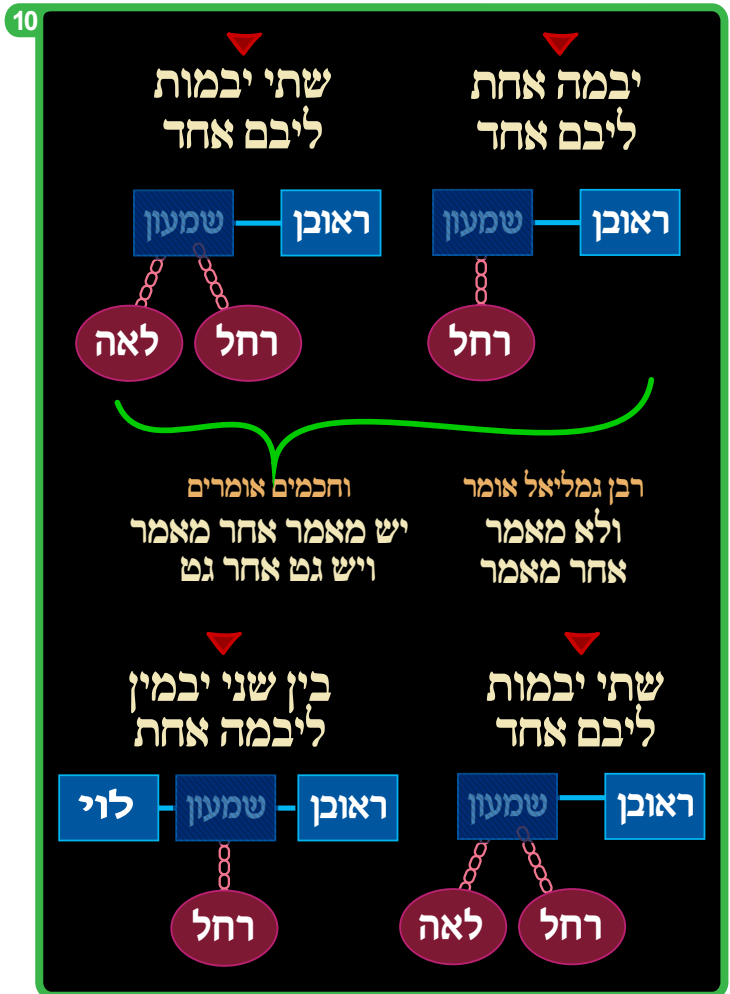 10
יבמה אחת
ליבם אחד
ראובן שמעון
רחל
שתי יבמות
ליבם אחד
ראובן שמעון
רחל לאה
רבן גמליאל אומר
ולא מאמר
אחר מאמר
וחכמים אומרים
יש מאמר אחר מאמר
ויש גט אחר גט
שתי יבמות
ליבם אחד
ראובן שמעון
רחל לאה
בין שני יבמין
ליבמה אחת
ראובן שמעון לוי
רחל